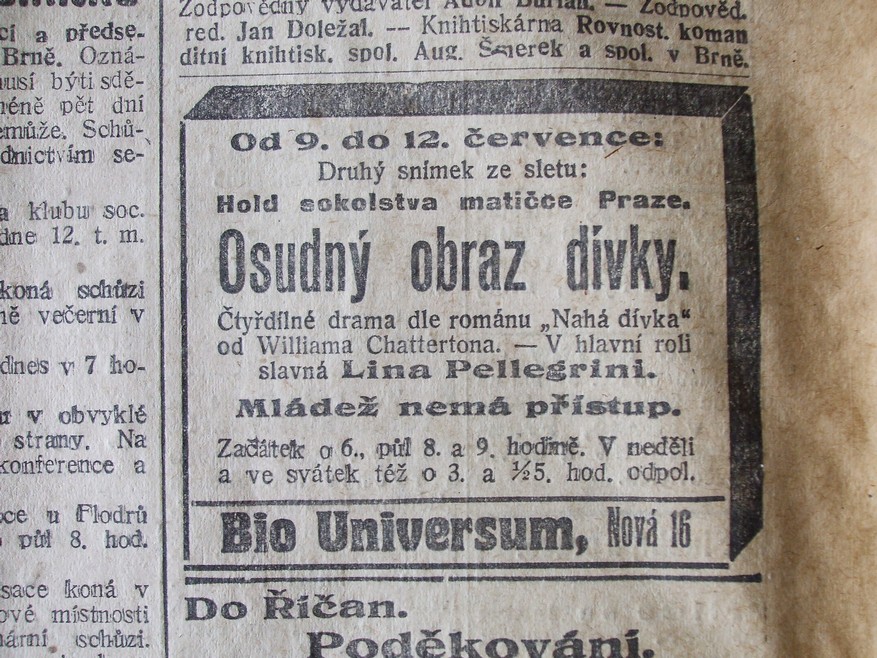 Zodpovědný vydavatel Adolf Burian. — Zodpověd.
red. Jan Doležal. — Knihtiskárna Rovnost, koman
ditní knihtisk. spol. Aug. Šmerek a spol. v Brně.
cí a předse-
Brně. Ozná-
musí býti sdě-
méně pět dní
emůže. Schů-
dnictvím se-
a klubu soc.
dne 12. t. m.
koná schůzi
ně večerní v
dnes v 7 ho-
u v obvyklé
strany. Na
konference a
ce u Flodrů
půl 8. hod.
sace koná v
ové místnosti
nární schůzi.
Od 9. do 12. července:
Druhý snímek ze sletu:
Hold sokolstva matičce Praze.
Osudný obraz dívky.
Čtyřdílné drama dle románu „Nahá dívka“
od Williama Chattertona. — V hlavní roli
slavná Lina Pellegrini.
Mládež nemá přístup.
Začátek o 6., půl 8. a 9. hodině. V neděli
a ve svátek též o 3. a ½5. hod. odpol.
Bio Universum, Nová 16
Do Říčan.
Poděkování.